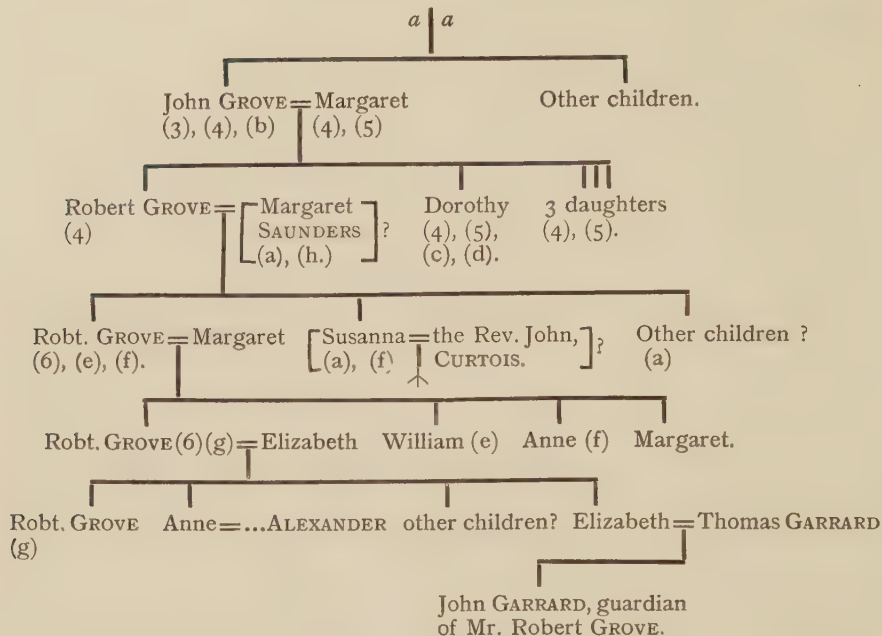 a a
John GROVE = Margaret Other children.
(3), (4), (b) (4), (5)
Robert GROVE = [Margaret Dorothy 3 daughters
(4) SAUNDERS ]? (4), (5), (4), (5).
(a), (h.) (c), (d).
Robt. GROVE = Margaret [Susanna = the Rev. John, ]? Other children ?
(6), (e), (f). (a), (f) CURTOIS. (a)
Robt. GROVE (6) (g) = Elizabeth William (e) Anne (f) Margaret.
Robt. GROVE Anne = ...ALEXANDER other children? Elizabeth = Thomas GARRARD
(g)
John GARRARD, guardian
of Mr. Robert GROVE.